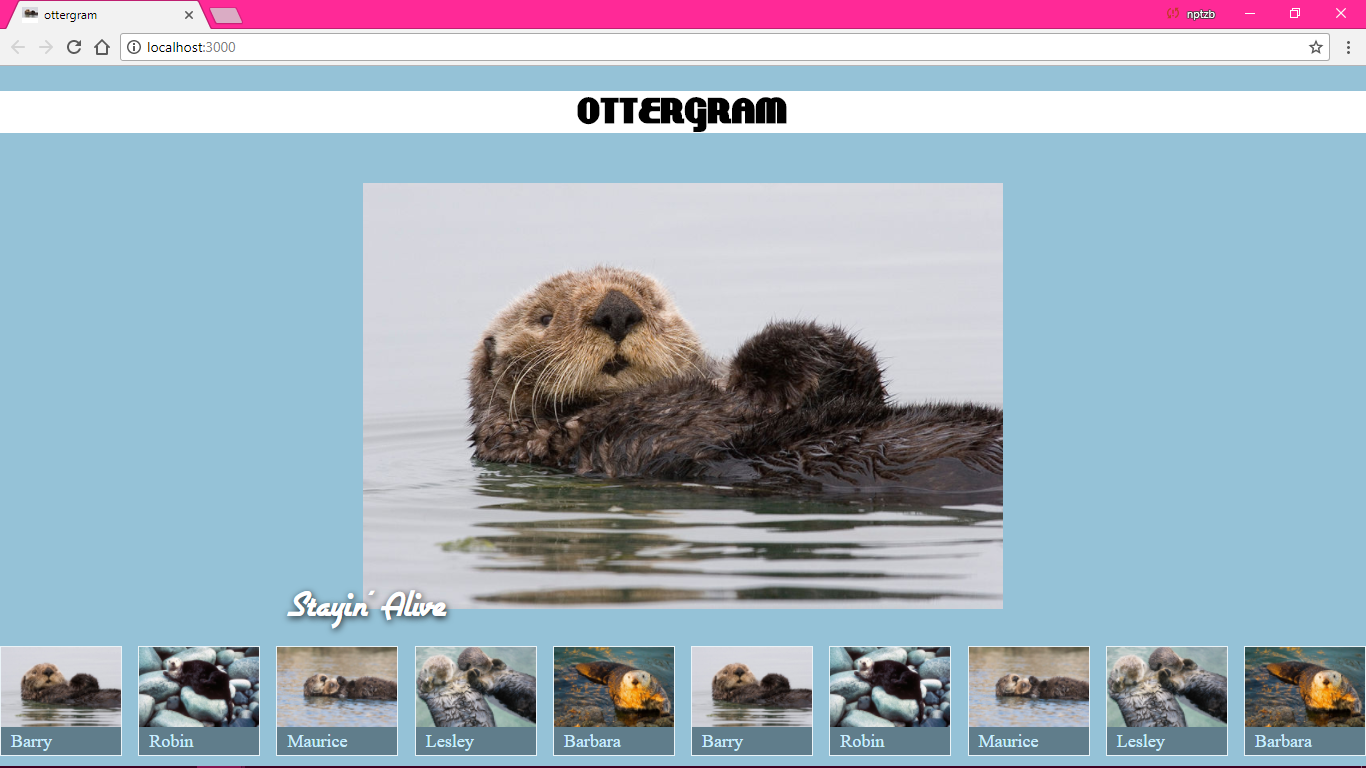 ottergram
nptzb
localhost:3000
OTTERGRAM
Stayin' Alive
Barry Robin Maurice Lesley Barbara Barry Robin Maurice Lesley Barbara